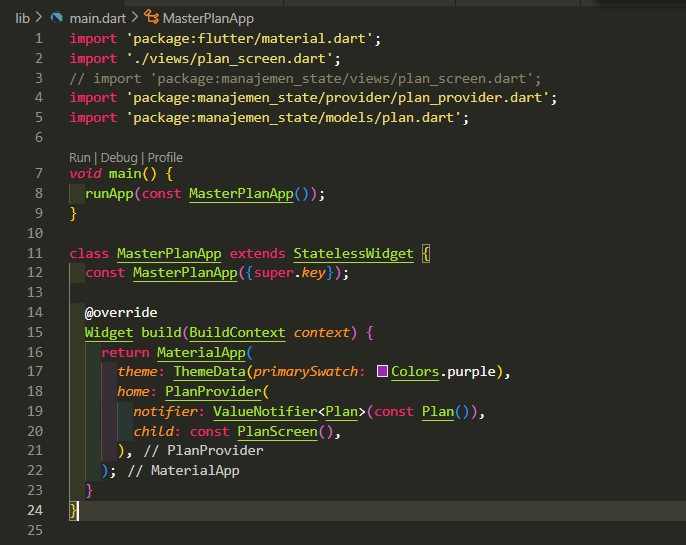 lib > main.dart > MasterPlanApp
1 import 'package:flutter/material.dart';
2 import './views/plan_screen.dart';
3 // import 'package:manajemen_state/views/plan_screen.dart';
4 import 'package:manajemen_state/provider/plan_provider.dart';
5 import 'package:manajemen_state/models/plan.dart';
6
Run | Debug | Profile
7 void main() {
8   runApp(const MasterPlanApp());
9 }
10
11 class MasterPlanApp extends StatelessWidget {
12   const MasterPlanApp({super.key});
13
14   @override
15   Widget build(BuildContext context) {
16     return MaterialApp(
17       theme: ThemeData(primarySwatch: Colors.purple),
18       home: PlanProvider(
19         notifier: ValueNotifier<Plan>(const Plan()),
20         child: const PlanScreen(),
21       ), // PlanProvider
22     ); // MaterialApp
23   }
24 }
25